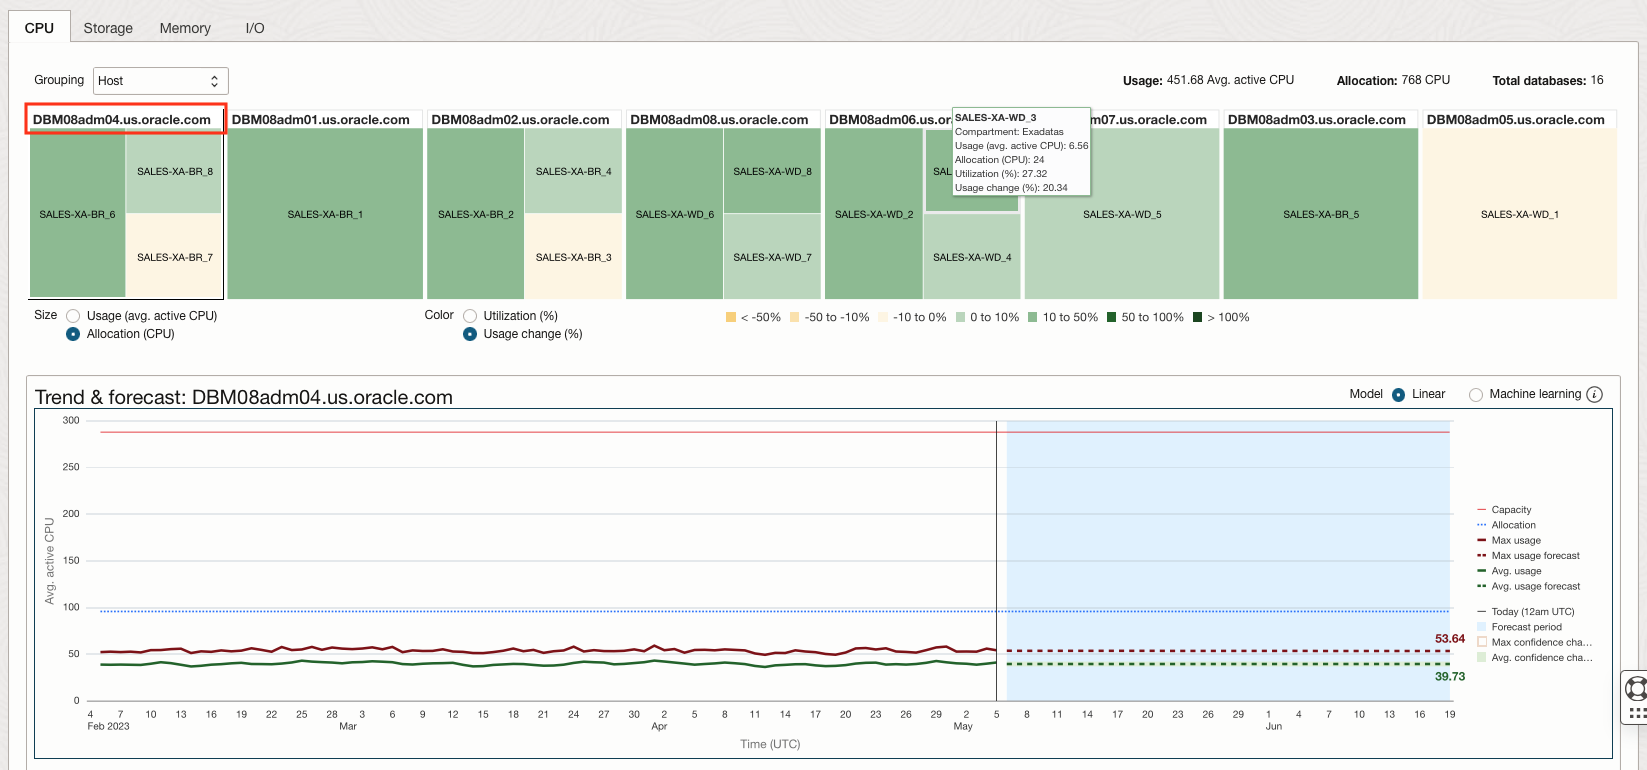 CPU Storage Memory I/O
Grouping Host Usage: 451.68 Avg. active CPU Allocation: 768 CPU Total databases: 16
DBM08adm04.us.oracle.com DBM08adm01.us.oracle.com DBM08adm02.us.oracle.com DBM08adm08.us.oracle.com DBM08adm06.us.or m07.us.oracle.com DBM08adm03.us.oracle.com DBM08adm05.us.oracle.com
SALES-XA-WD_3
Compartment: Exadatas
Usage (avg. active CPU): 6.56
Allocation (CPU): 24
Utilization (%): 27.32
Usage change (%): 20.34
SALES-XA-BR_8 SALES-XA-BR_4 SALES-XA-WD_8 SAL
SALES-XA-BR_6 SALES-XA-BR_1 SALES-XA-BR_2 SALES-XA-WD_6 SALES-XA-WD_2 SALES-XA-WD_5 SALES-XA-BR_5 SALES-XA-WD_1
SALES-XA-BR_7 SALES-XA-BR_3 SALES-XA-WD_7 SALES-XA-WD_4
Size Usage (avg. active CPU) Color Utilization (%) < -50% -50 to -10% -10 to 0% 0 to 10% 10 to 50% 50 to 100% > 100%
Allocation (CPU) Usage change (%)
Trend & forecast: DBM08adm04.us.oracle.com Model Linear Machine learning i
300
250
200
150
100
50
0
Avg. active CPU
53.64
39.73
4 7 10 13 16 19 22 25 28 3 6 9 12 15 18 21 24 27 30 2 5 8 11 14 17 20 23 26 29 2 5 8 11 14 17 20 23 26 29 1 4 7 10 13 16 19
Feb 2023 Mar Apr May Jun
Time (UTC)
Capacity
Allocation
Max usage
Max usage forecast
Avg. usage
Avg. usage forecast
Today (12am UTC)
Forecast period
Max confidence cha...
Avg. confidence cha...